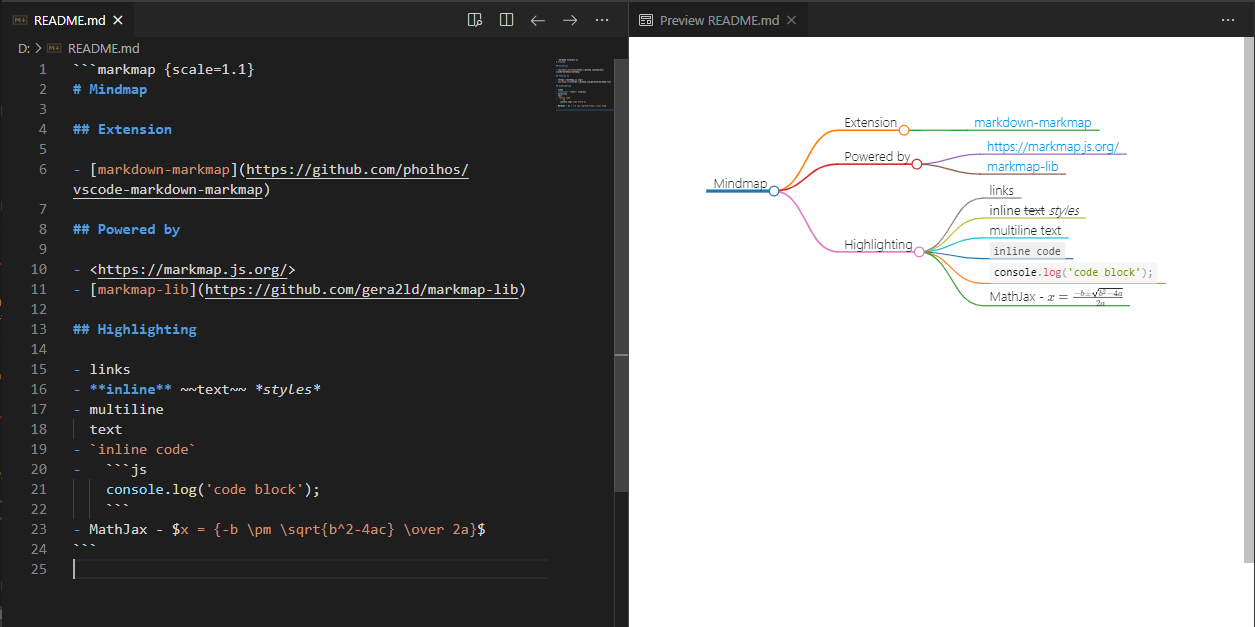 README.md
D: > README.md
1 ```markmap {scale=1.1}
2 # Mindmap
3
4 ## Extension
5
6 - [markdown-markmap](https://github.com/phoihos/
vscode-markdown-markmap)
7
8 ## Powered by
9
10 - <https://markmap.js.org/>
11 - [markmap-lib](https://github.com/gera2ld/markmap-lib)
12
13 ## Highlighting
14
15 - links
16 - **inline** ~~text~~ *styles*
17 - multiline
18   text
19 - `inline code`
20 -   ```js
21     console.log('code block');
22     ```
23 - MathJax - $x = {-b \pm \sqrt{b^2-4ac} \over 2a}$
24 ```
25
Preview README.md
Mindmap
Extension
markdown-markmap
Powered by
https://markmap.js.org/
markmap-lib
Highlighting
links
inline text styles
multiline text
inline code
console.log('code block');
MathJax - x = −b±√b²−4a / 2a